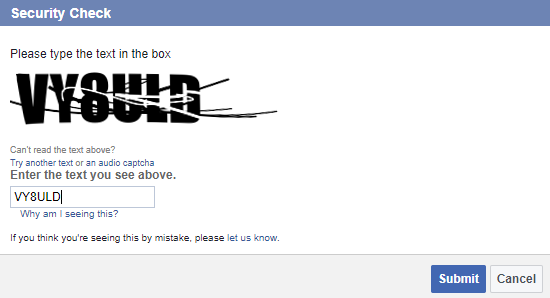 Security Check
Please type the text in the box
VY8ULD
Can't read the text above?
Try another text or an audio captcha
Enter the text you see above.
VY8ULD
Why am I seeing this?
If you think you're seeing this by mistake, please let us know.
Submit Cancel